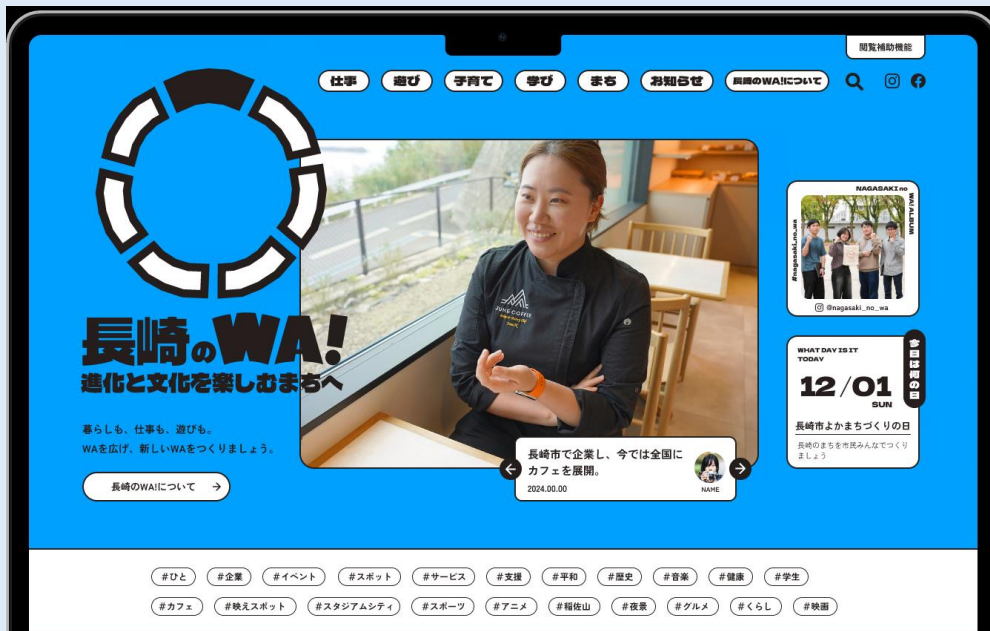 閲覧補助機能
仕事
遊び
子育て
学び
まち
お知らせ
長崎のWA!について
長崎のWA!
進化と文化を楽しむまちへ
暮らしも、仕事も、遊びも。
WAを広げ、新しいWAをつくりましょう。
長崎のWA!について
JUNE COFFEE
長崎市で企業し、今では全国に
カフェを展開。
2024.00.00
NAME
NAGASAKI no
WA! ALBUM
#nagasaki_no_wa
@nagasaki_no_wa
WHAT DAY IS IT
TODAY
今日は何の日
12/01
SUN
長崎市よかまちづくりの日
長崎のまちを市民みんなでつくり
ましょう
#ひと
#企業
#イベント
#スポット
#サービス
#支援
#平和
#歴史
#音楽
#健康
#学生
#カフェ
#映えスポット
#スタジアムシティ
#スポーツ
#アニメ
#稲佐山
#夜景
#グルメ
#くらし
#映画